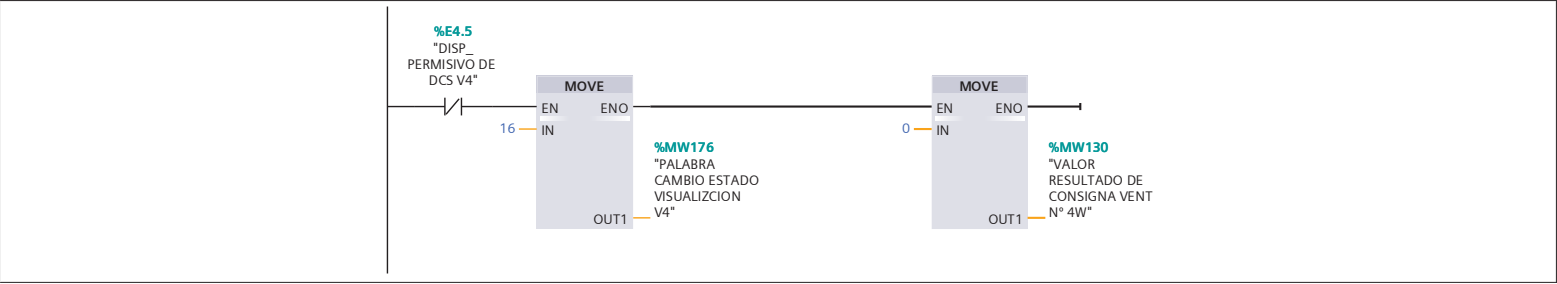 %E4.5
"DISP_
PERMISIVO DE
DCS V4"
MOVE
EN ENO
16 IN
OUT1
%MW176
"PALABRA
CAMBIO ESTADO
VISUALIZCION
V4"
MOVE
EN ENO
0 IN
OUT1
%MW130
"VALOR
RESULTADO DE
CONSIGNA VENT
Nº 4W"